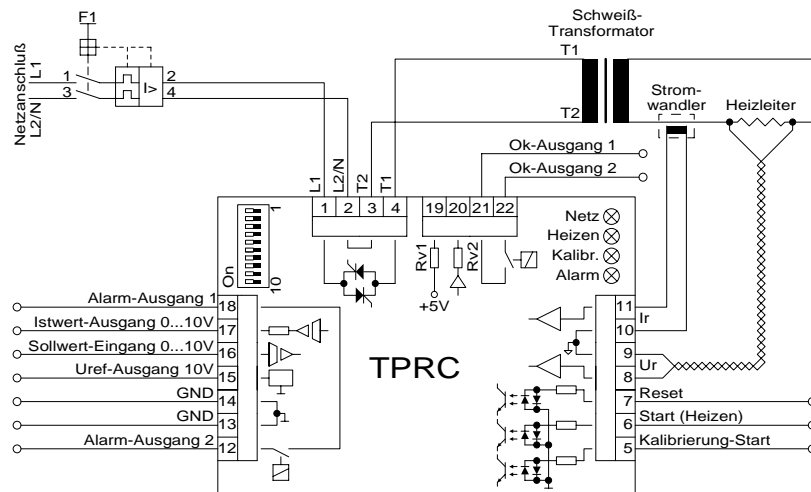 F1
Netzanschluß
L1
L2/N
1
3
I>
2
4
Schweiß-
Transformator
T1
T2
Strom-
wandler
Heizleiter
Ok-Ausgang 1
Ok-Ausgang 2
L1
L2/N
T2
T1
1 2 3 4
19 20 21 22
Rv1
Rv2
+5V
On
1
10
Netz
Heizen
Kalibr.
Alarm
TPRC
Alarm-Ausgang 1
18
Istwert-Ausgang 0...10V
17
Sollwert-Eingang 0...10V
16
Uref-Ausgang 10V
15
GND
14
GND
13
Alarm-Ausgang 2
12
11
Ir
10
9
Ur
8
7
Reset
6
Start (Heizen)
5
Kalibrierung-Start